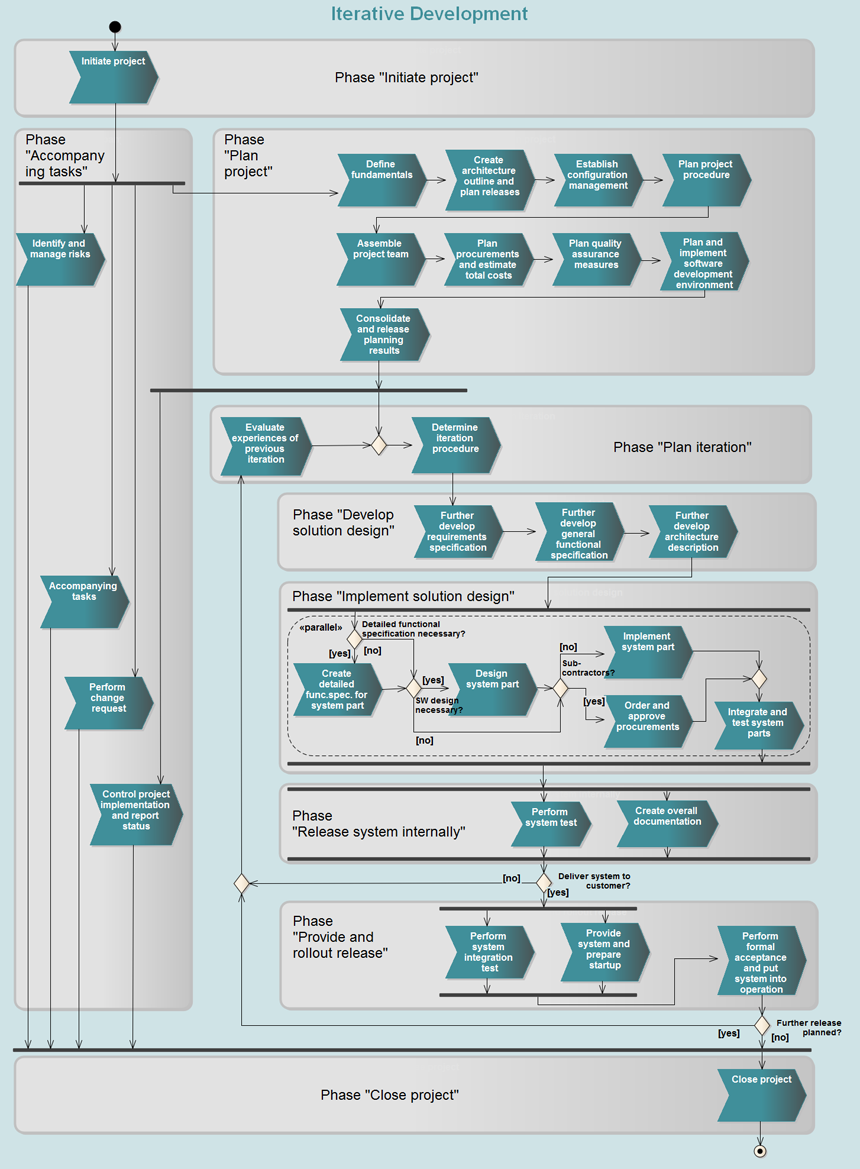 Iterative Development
Initiate project
Phase "Initiate project"
Phase
"Accompany
ing tasks"
Phase
"Plan
project"
Define
fundamentals
Create
architecture
outline and
plan releases
Establish
configuration
management
Plan project
procedure
Identify and
manage risks
Assemble
project team
Plan
procurements
and estimate
total costs
Plan quality
assurance
measures
Plan and
implement
software
development
environment
Consolidate
and release
planning
results
Evaluate
experiences of
previous
iteration
Determine
iteration
procedure
Phase "Plan iteration"
Phase "Develop
solution design"
Further
develop
requirements
specification
Further
develop
general
functional
specification
Further
develop
architecture
description
Accompanying
tasks
Phase "Implement solution design"
«parallel»
Detailed functional
specification necessary?
[yes]
[no]
Create
detailed
func.spec. for
system part
[yes]
SW design
necessary?
[no]
Design
system part
[no]
Sub-
contractors?
[yes]
Implement
system part
Order and
approve
procurements
Integrate and
test system
parts
Perform
change
request
Control project
implementation
and report
status
Phase
"Release system internally"
Perform
system test
Create overall
documentation
[no]
Deliver system to
customer?
[yes]
Phase
"Provide and
rollout release"
Perform
system
integration
test
Provide
system and
prepare
startup
Perform
formal
acceptance
and put
system into
operation
Further release
planned?
[yes]
[no]
Phase "Close project"
Close project